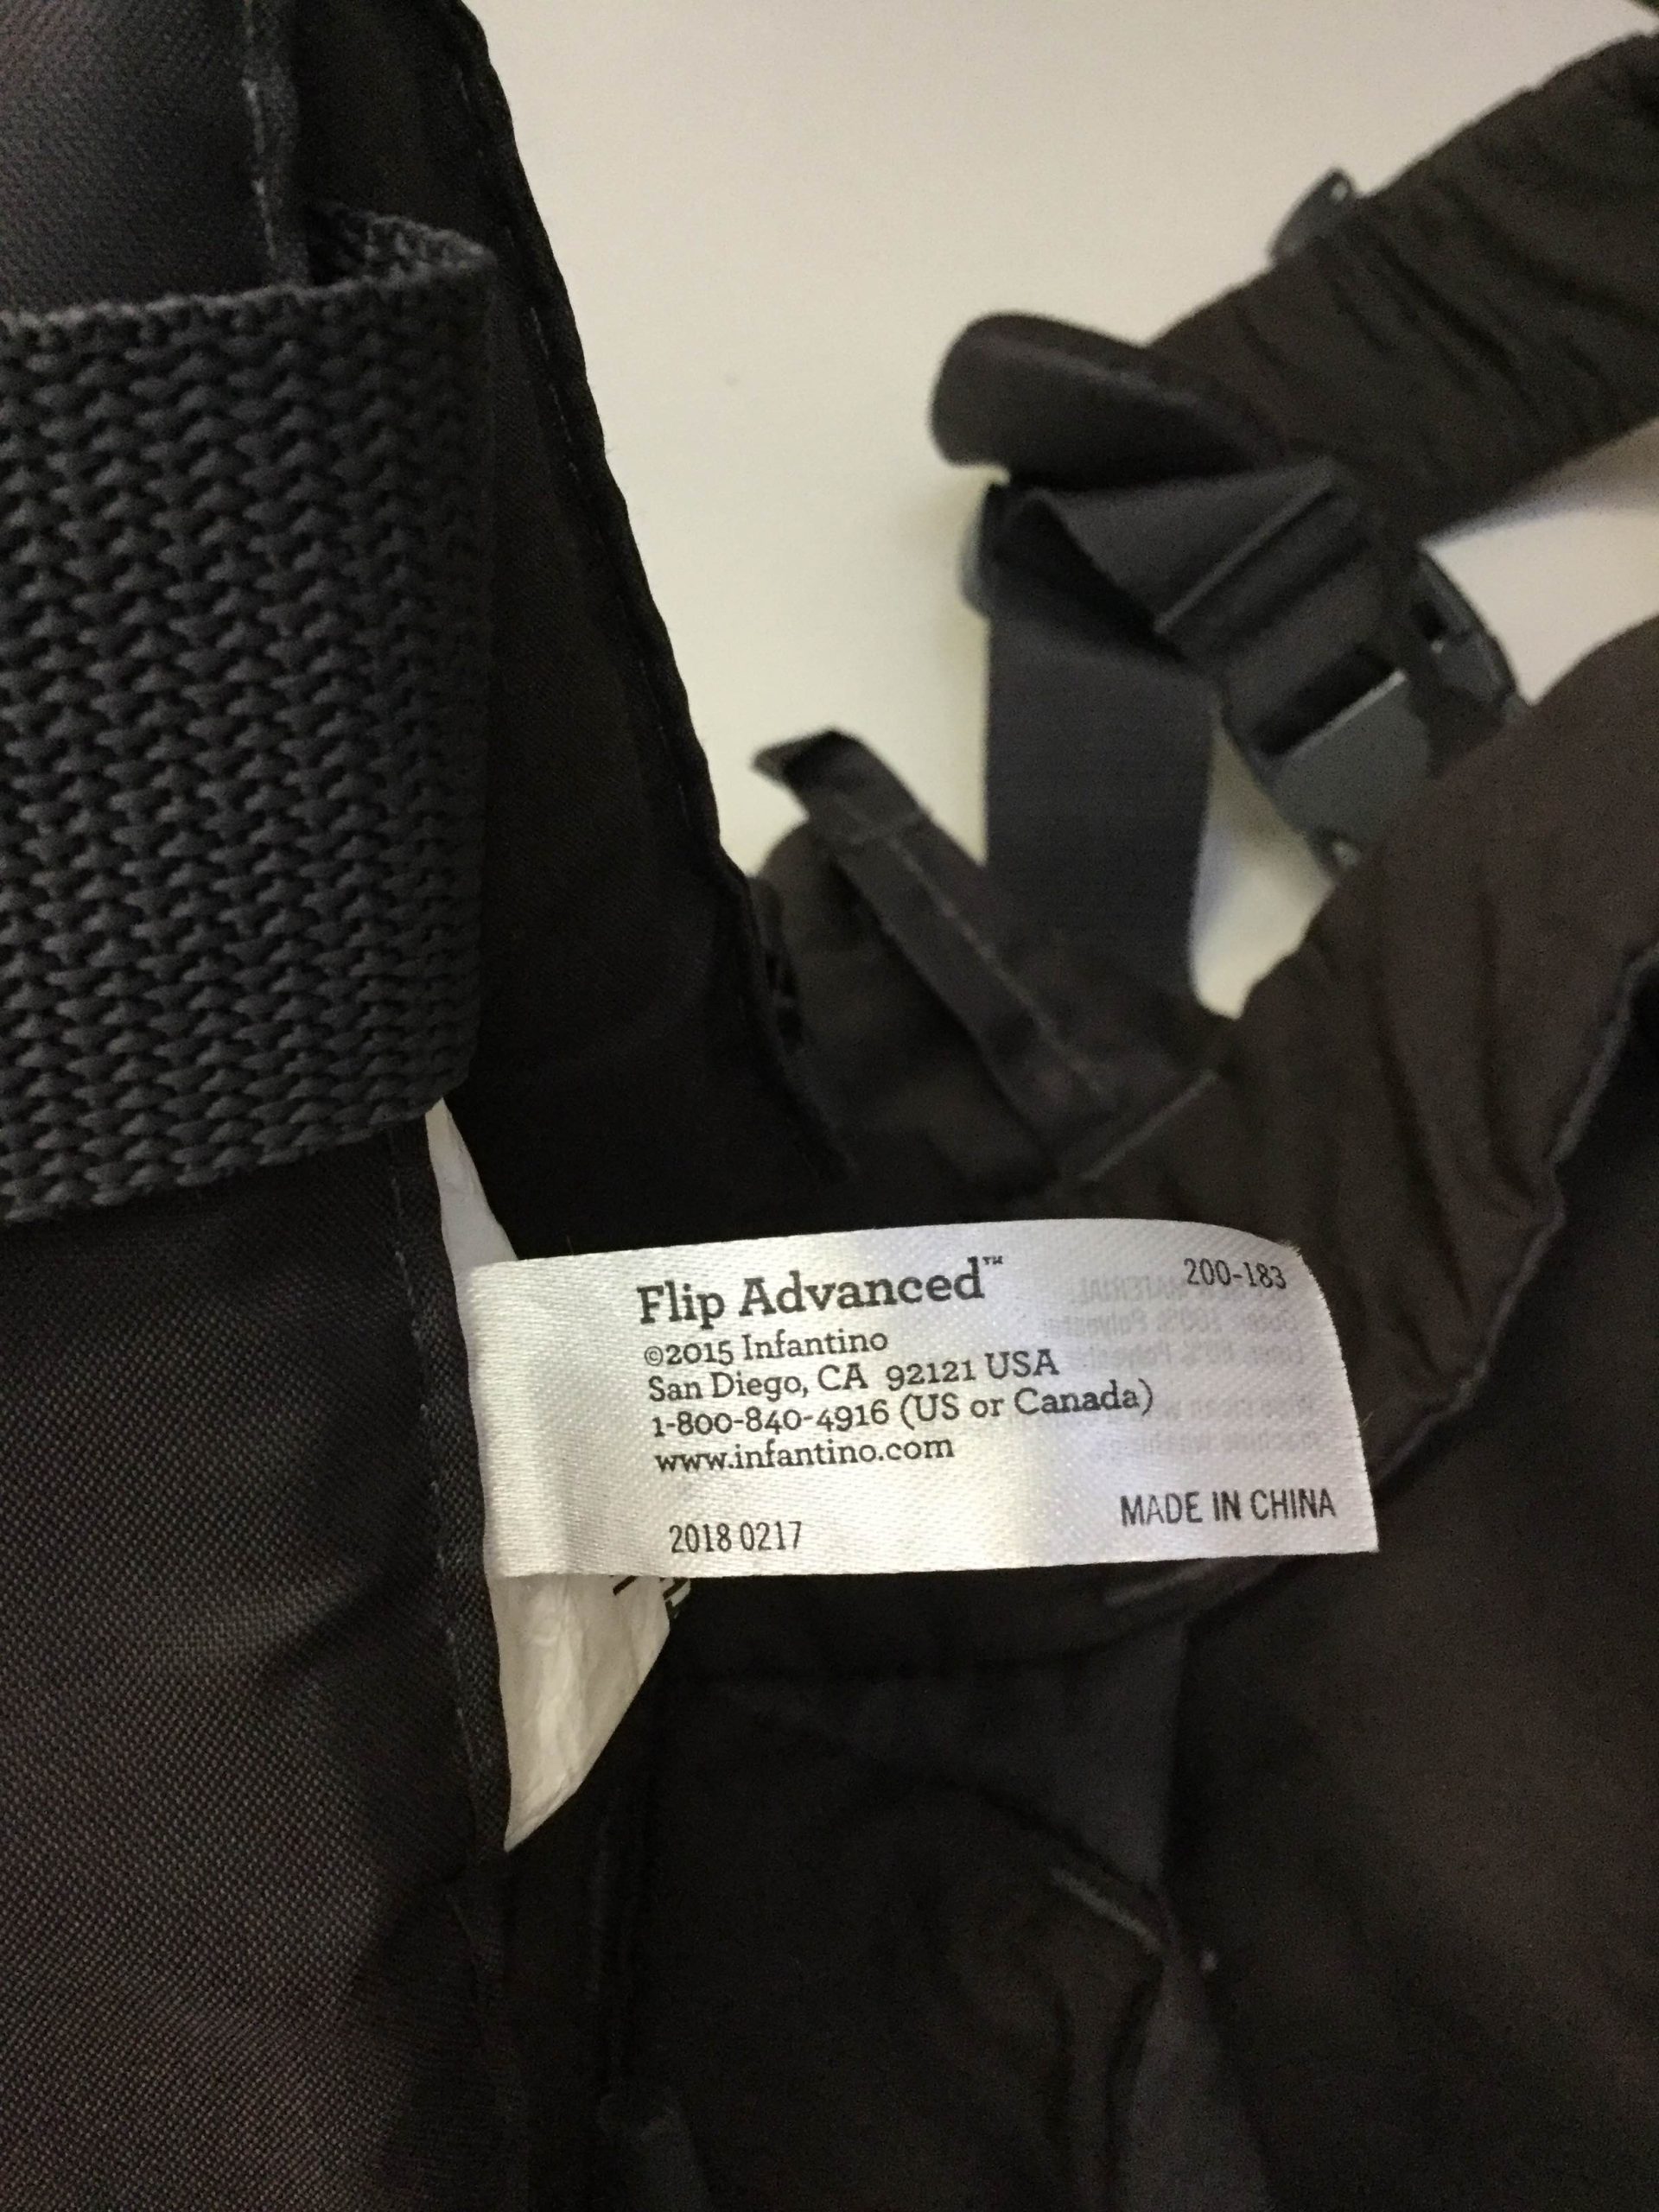 Flip Advanced™ 200-183
©2015 Infantino
San Diego, CA 92121 USA
1-800-840-4916 (US or Canada)
www.infantino.com
2018 0217 MADE IN CHINA